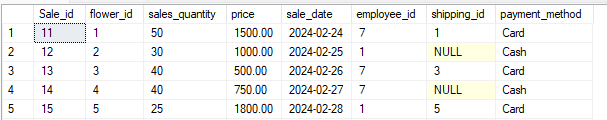 Sale_id flower_id sales_quantity price sale_date employee_id shipping_id payment_method
1 11 1 50 1500.00 2024-02-24 7 1 Card
2 12 2 30 1000.00 2024-02-25 1 NULL Cash
3 13 3 40 500.00 2024-02-26 7 3 Card
4 14 4 40 750.00 2024-02-27 7 NULL Cash
5 15 5 25 1800.00 2024-02-28 1 5 Card